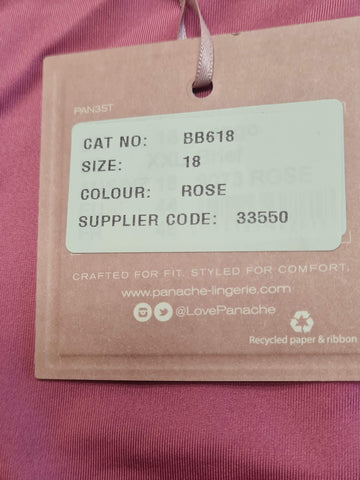 PAN35T
CAT NO: BB618
SIZE: 18
COLOUR: ROSE
SUPPLIER CODE: 33550
CRAFTED FOR FIT. STYLED FOR COMFORT.
www.panache-lingerie.com
@LovePanache
Recycled paper & ribbon